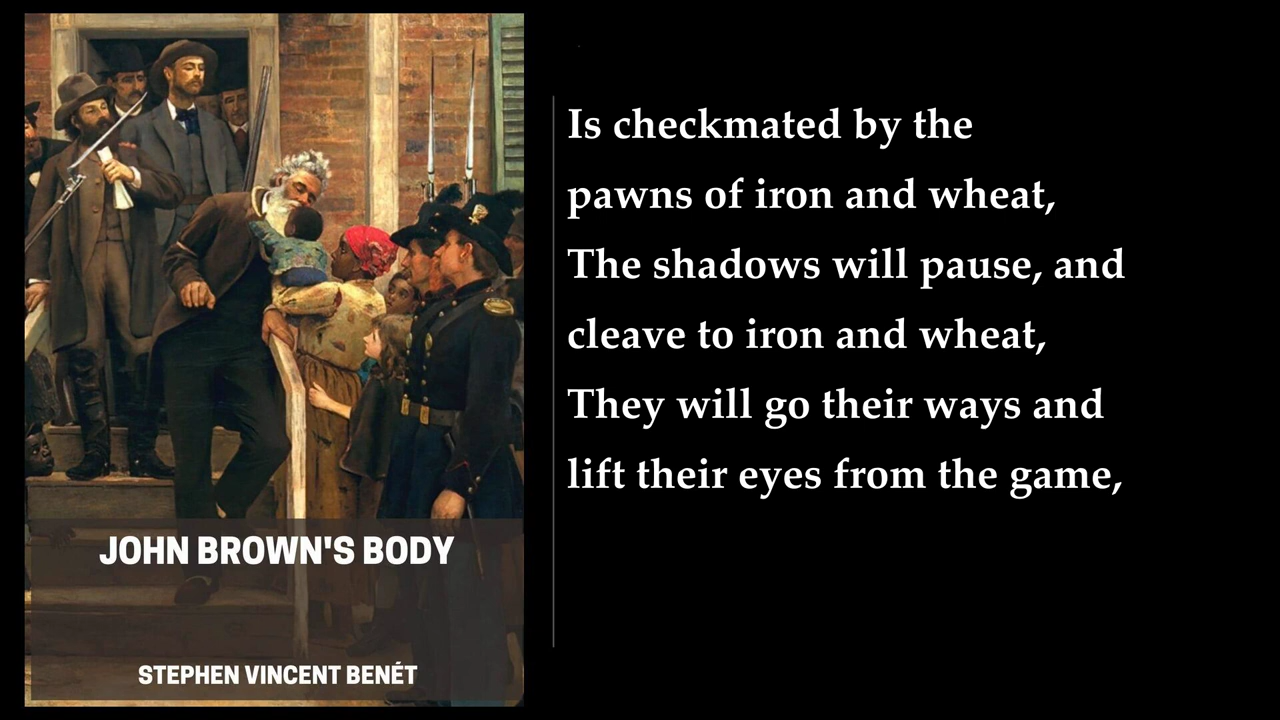 JOHN BROWN'S BODY
STEPHEN VINCENT BENÉT
Is checkmated by the
pawns of iron and wheat,
The shadows will pause, and
cleave to iron and wheat,
They will go their ways and
lift their eyes from the game,